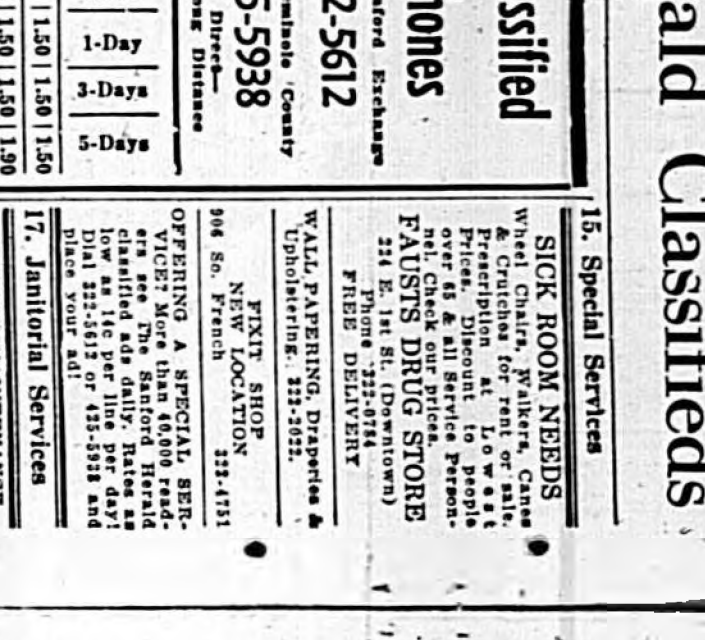 ald Classifieds
ssified
hones
ford Exchange
2-5612
minole County
5-5938
Direct—
ong Distance
1-Day
3-Days
5-Days
1.50 | 1.50 | 1.50
1.50 | 1.50 | 1.90
15. Special Services
SICK ROOM NEEDS
Wheel Chairs, Walkers, Canes
& Crutches for rent or sale.
Prescription at Lowest
Prices. Discount to people
over 65 & all Service Person-
nel. Check our prices.
FAUSTS DRUG STORE
224 E. 1st St. (Downtown)
Phone 322-0784
FREE DELIVERY
WALL PAPERING, Draperies &
Upholstering. 322-2022.
FIXIT SHOP
NEW LOCATION
906 So. French 322-4751
OFFERING A SPECIAL SER-
VICE? More than 40,000 read-
ers see The Sanford Herald
classified ads daily. Rates as
low as 14c per line per day!
Dial 322-5612 or 425-5938 and
place your ad!
17. Janitorial Services